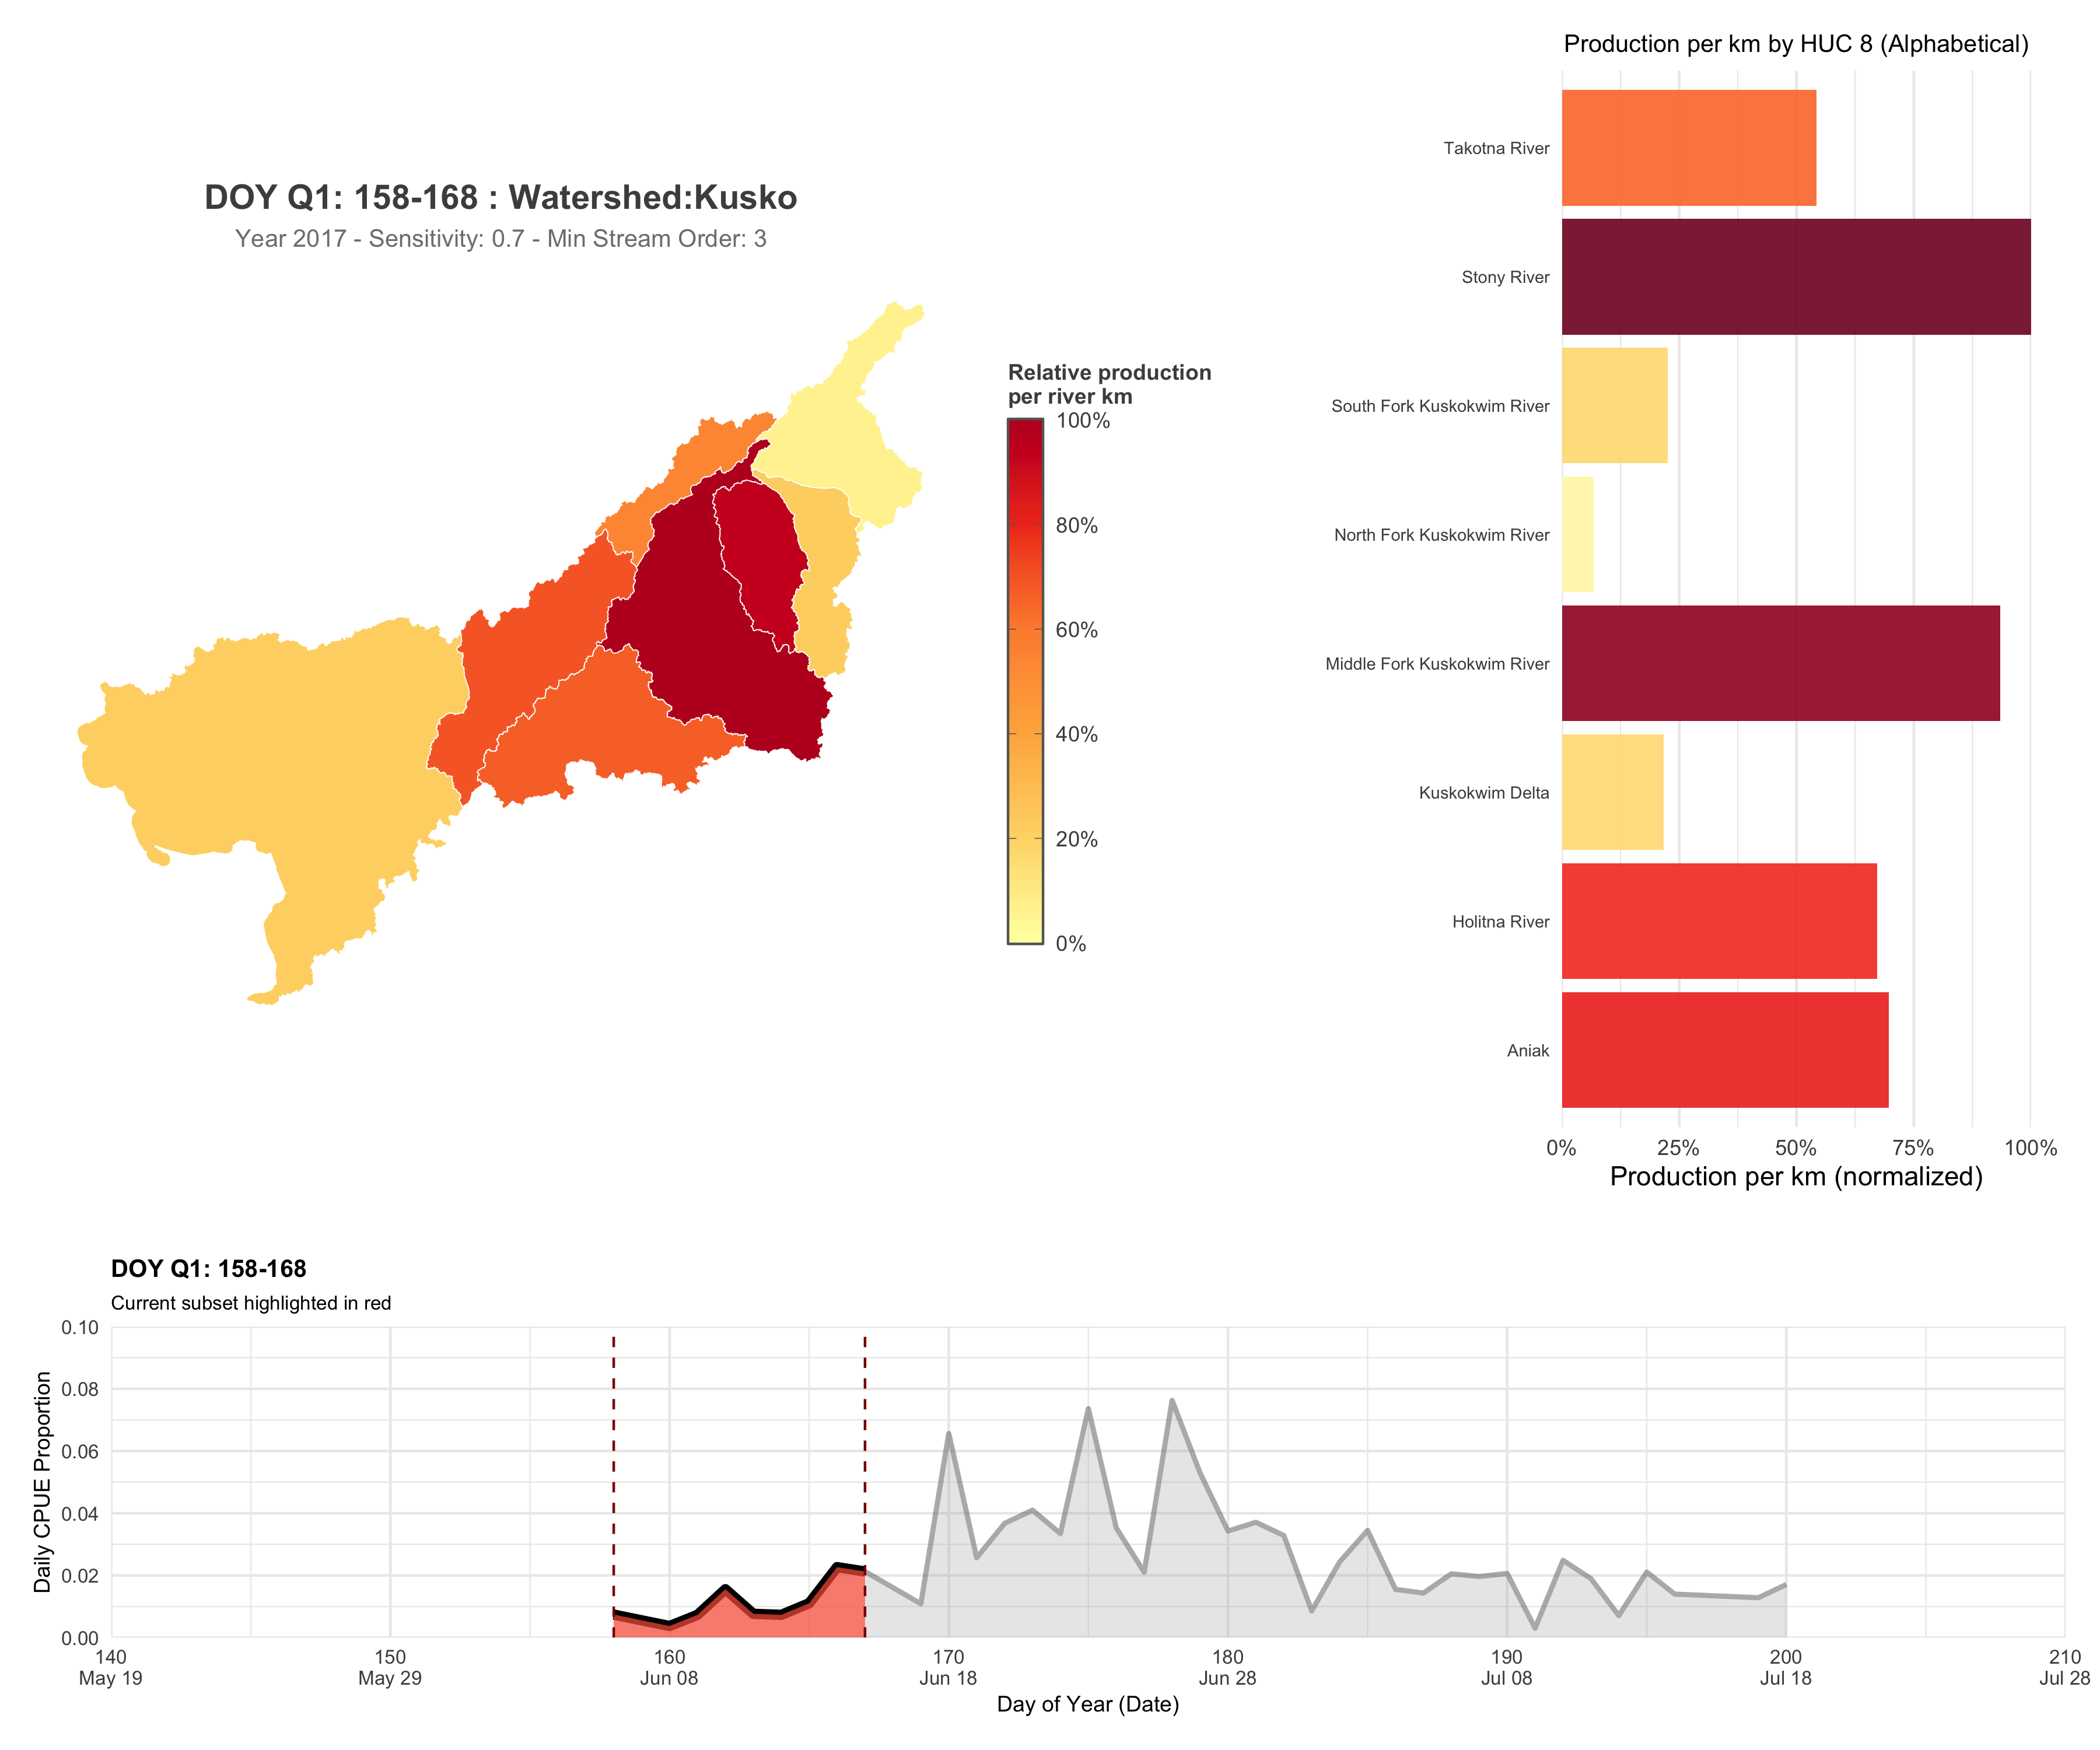 Production per km by HUC 8 (Alphabetical)
Takotna River
Stony River
South Fork Kuskokwim River
North Fork Kuskokwim River
Middle Fork Kuskokwim River
Kuskokwim Delta
Holitna River
Aniak
0% 25% 50% 75% 100%
Production per km (normalized)
DOY Q1: 158-168 : Watershed:Kusko
Year 2017 - Sensitivity: 0.7 - Min Stream Order: 3
Relative production
per river km
100%
80%
60%
40%
20%
0%
DOY Q1: 158-168
Current subset highlighted in red
Daily CPUE Proportion
0.10
0.08
0.06
0.04
0.02
0.00
140 150 160 170 180 190 200 210
May 19 May 29 Jun 08 Jun 18 Jun 28 Jul 08 Jul 18 Jul 28
Day of Year (Date)